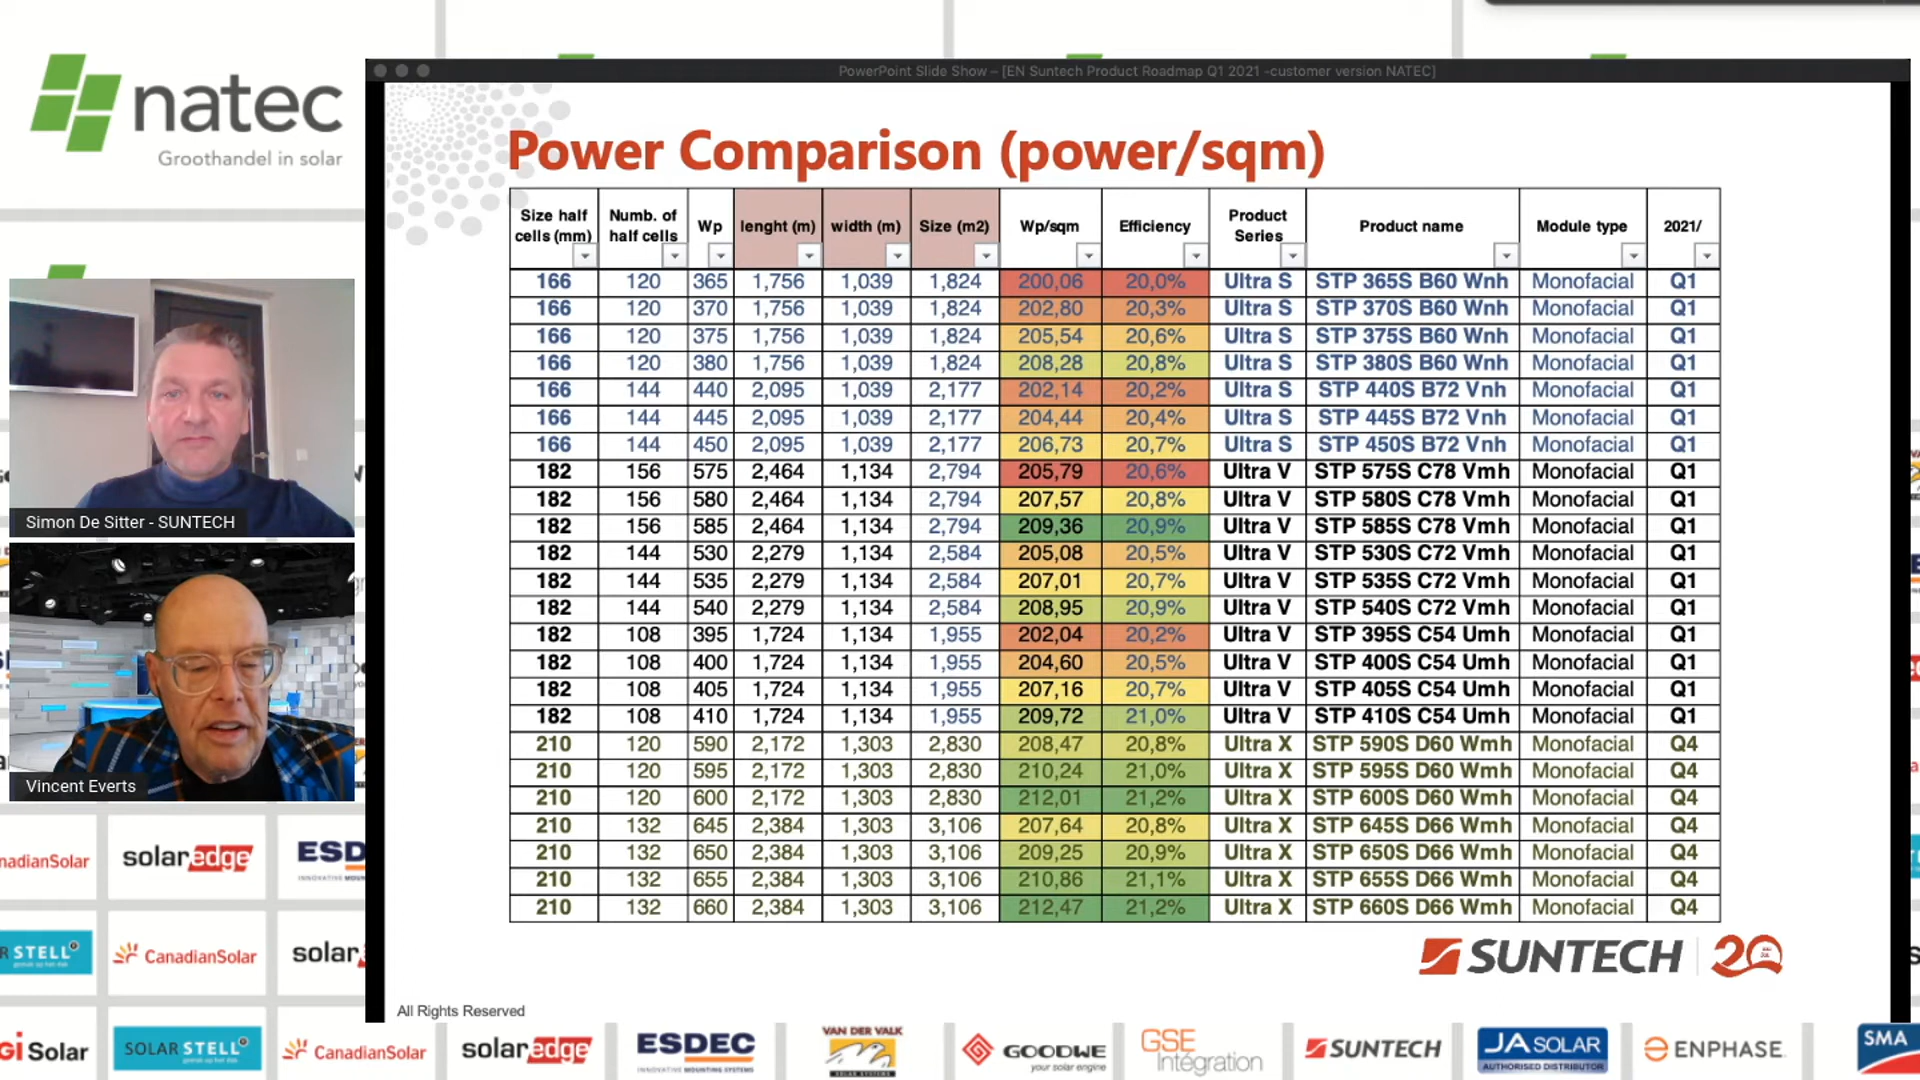 natec
Groothandel in solar
PowerPoint Slide Show – [EN Suntech Product Roadmap Q1 2021 -customer version NATEC]
Power Comparison (power/sqm)
Size half cells (mm) Numb. of half cells Wp lenght (m) width (m) Size (m2) Wp/sqm Efficiency Product Series Product name Module type 2021/
166 120 365 1,756 1,039 1,824 200,06 20,0% Ultra S STP 365S B60 Wnh Monofacial Q1
166 120 370 1,756 1,039 1,824 202,80 20,3% Ultra S STP 370S B60 Wnh Monofacial Q1
166 120 375 1,756 1,039 1,824 205,54 20,6% Ultra S STP 375S B60 Wnh Monofacial Q1
166 120 380 1,756 1,039 1,824 208,28 20,8% Ultra S STP 380S B60 Wnh Monofacial Q1
166 144 440 2,095 1,039 2,177 202,14 20,2% Ultra S STP 440S B72 Vnh Monofacial Q1
166 144 445 2,095 1,039 2,177 204,44 20,4% Ultra S STP 445S B72 Vnh Monofacial Q1
166 144 450 2,095 1,039 2,177 206,73 20,7% Ultra S STP 450S B72 Vnh Monofacial Q1
182 156 575 2,464 1,134 2,794 205,79 20,6% Ultra V STP 575S C78 Vmh Monofacial Q1
182 156 580 2,464 1,134 2,794 207,57 20,8% Ultra V STP 580S C78 Vmh Monofacial Q1
182 156 585 2,464 1,134 2,794 209,36 20,9% Ultra V STP 585S C78 Vmh Monofacial Q1
182 144 530 2,279 1,134 2,584 205,08 20,5% Ultra V STP 530S C72 Vmh Monofacial Q1
182 144 535 2,279 1,134 2,584 207,01 20,7% Ultra V STP 535S C72 Vmh Monofacial Q1
182 144 540 2,279 1,134 2,584 208,95 20,9% Ultra V STP 540S C72 Vmh Monofacial Q1
182 108 395 1,724 1,134 1,955 202,04 20,2% Ultra V STP 395S C54 Umh Monofacial Q1
182 108 400 1,724 1,134 1,955 204,60 20,5% Ultra V STP 400S C54 Umh Monofacial Q1
182 108 405 1,724 1,134 1,955 207,16 20,7% Ultra V STP 405S C54 Umh Monofacial Q1
182 108 410 1,724 1,134 1,955 209,72 21,0% Ultra V STP 410S C54 Umh Monofacial Q1
210 120 590 2,172 1,303 2,830 208,47 20,8% Ultra X STP 590S D60 Wmh Monofacial Q4
210 120 595 2,172 1,303 2,830 210,24 21,0% Ultra X STP 595S D60 Wmh Monofacial Q4
210 120 600 2,172 1,303 2,830 212,01 21,2% Ultra X STP 600S D60 Wmh Monofacial Q4
210 132 645 2,384 1,303 3,106 207,64 20,8% Ultra X STP 645S D66 Wmh Monofacial Q4
210 132 650 2,384 1,303 3,106 209,25 20,9% Ultra X STP 650S D66 Wmh Monofacial Q4
210 132 655 2,384 1,303 3,106 210,86 21,1% Ultra X STP 655S D66 Wmh Monofacial Q4
210 132 660 2,384 1,303 3,106 212,47 21,2% Ultra X STP 660S D66 Wmh Monofacial Q4
SUNTECH 20
All Rights Reserved
Simon De Sitter - SUNTECH
Vincent Everts
nadianSolar solaredge ESD
R STELL CanadianSolar solar
Gi Solar SOLAR STELL CanadianSolar solaredge ESDEC VAN DER VALK SOLAR SYSTEMS GOODWE your solar engine GSE Intégration SUNTECH JA SOLAR AUTHORISED DISTRIBUTOR ENPHASE SMA